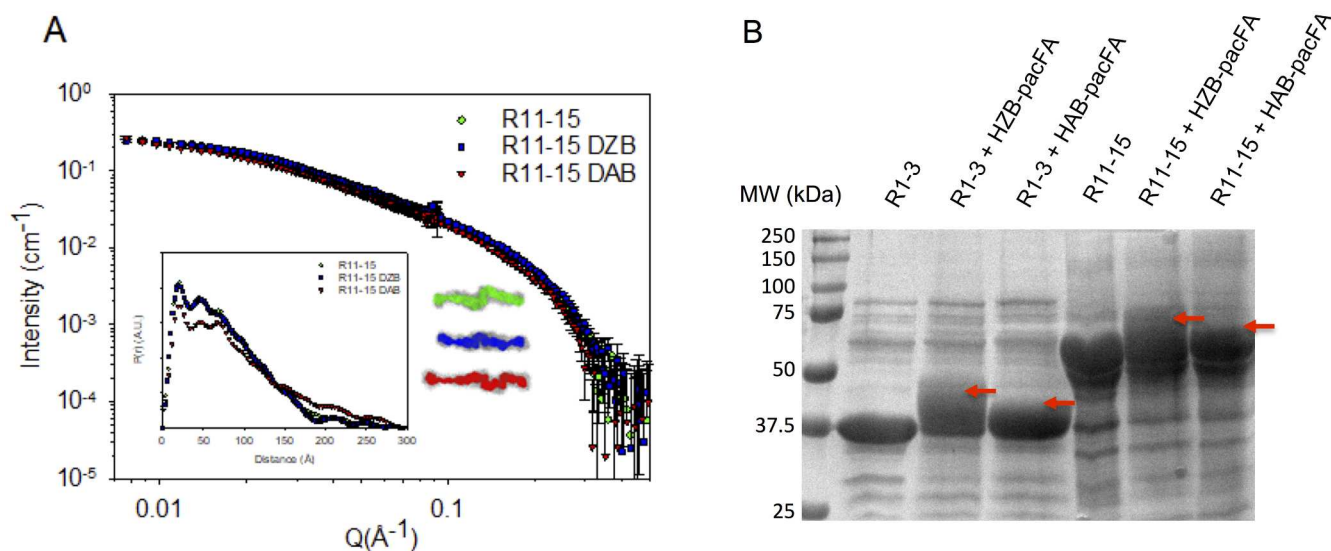 A
10⁰
10⁻¹
10⁻²
10⁻³
10⁻⁴
10⁻⁵
Intensity (cm⁻¹)
R11-15
R11-15 DZB
R11-15 DAB
R11-15
R11-15 DZB
R11-15 DAB
P(r) (A.U.)
0 50 100 150 200 250 300
Distance (Å)
0.01 0.1
Q(Å⁻¹)
B
R1-3
R1-3 + HZB-pacFA
R1-3 + HAB-pacFA
R11-15
R11-15 + HZB-pacFA
R11-15 + HAB-pacFA
MW (kDa)
250
150
100
75
50
37.5
25